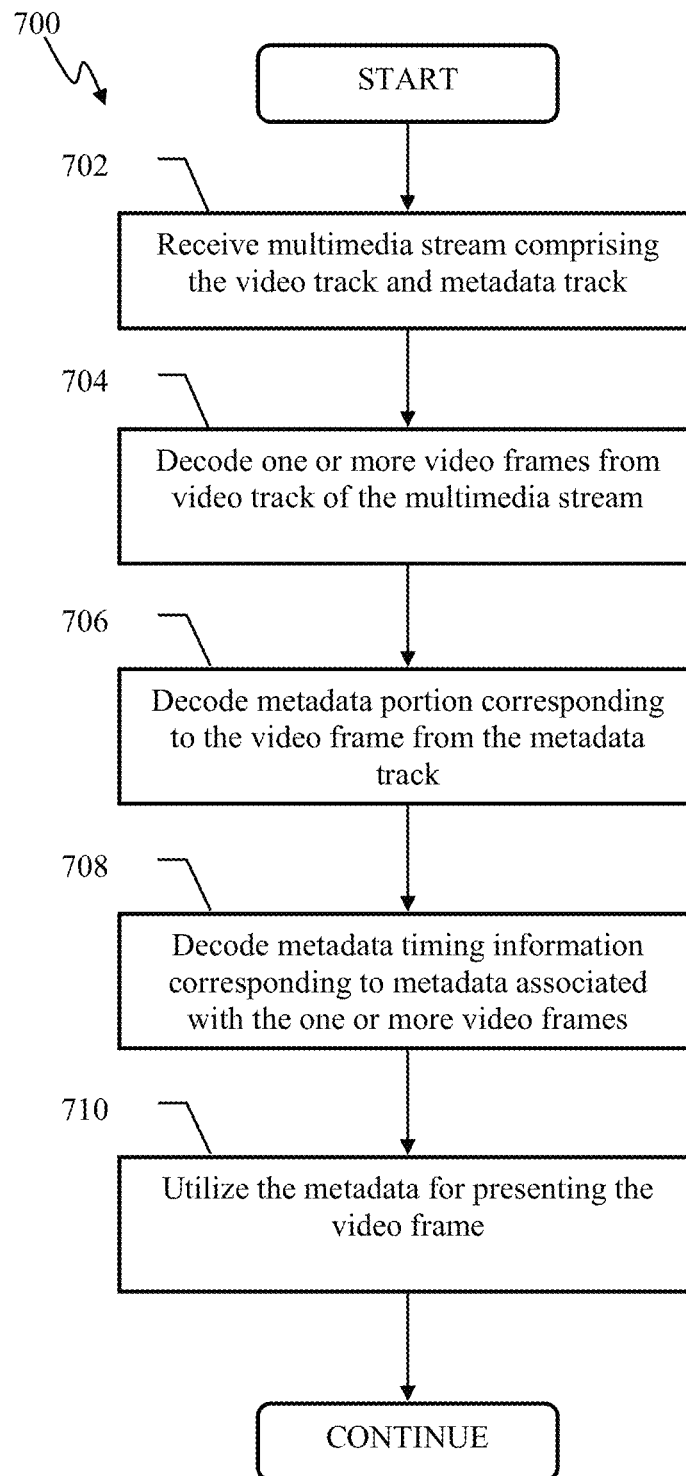 700
START
702
Receive multimedia stream comprising
the video track and metadata track
704
Decode one or more video frames from
video track of the multimedia stream
706
Decode metadata portion corresponding
to the video frame from the metadata
track
708
Decode metadata timing information
corresponding to metadata associated
with the one or more video frames
710
Utilize the metadata for presenting the
video frame
CONTINUE